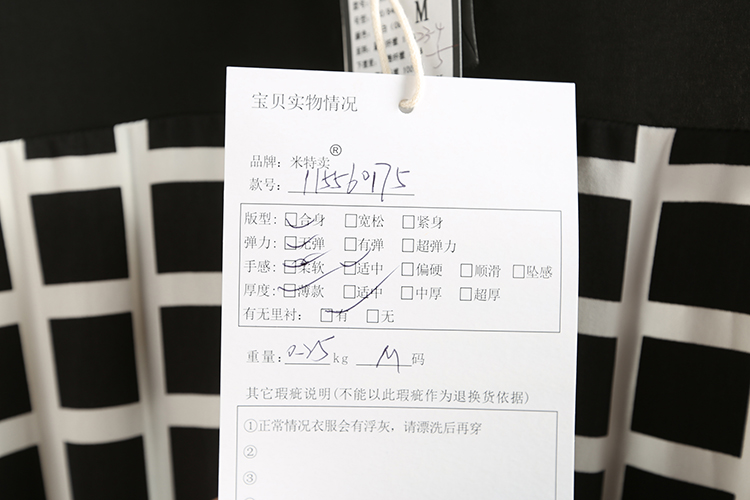 M
宝贝实物情况
品牌: 米特卖®
款号: 115560175
版型: 合身 宽松 紧身
弹力: 无弹 有弹 超弹力
手感: 柔软 适中 偏硬 顺滑 坠感
厚度: 薄款 适中 中厚 超厚
有无里衬: 有 无
重量: 0.25 kg M 码
其它瑕疵说明(不能以此瑕疵作为退换货依据)
①正常情况衣服会有浮灰,请漂洗后再穿
②
③